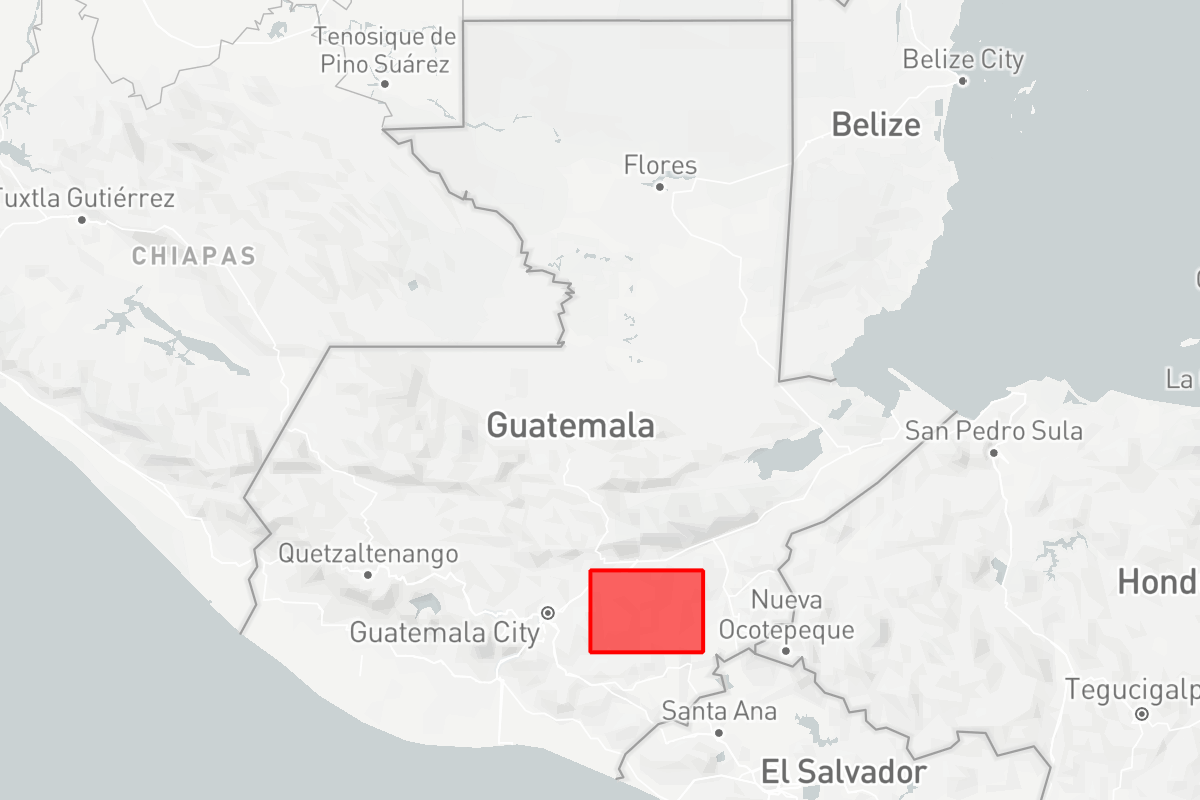 Tenosique de
Pino Suárez
Belize City
Belize
Flores
Tuxtla Gutiérrez
CHIAPAS
La
Guatemala
San Pedro Sula
Quetzaltenango
Hond
Nueva
Ocotepeque
Guatemala City
Tegucigalp
Santa Ana
El Salvador